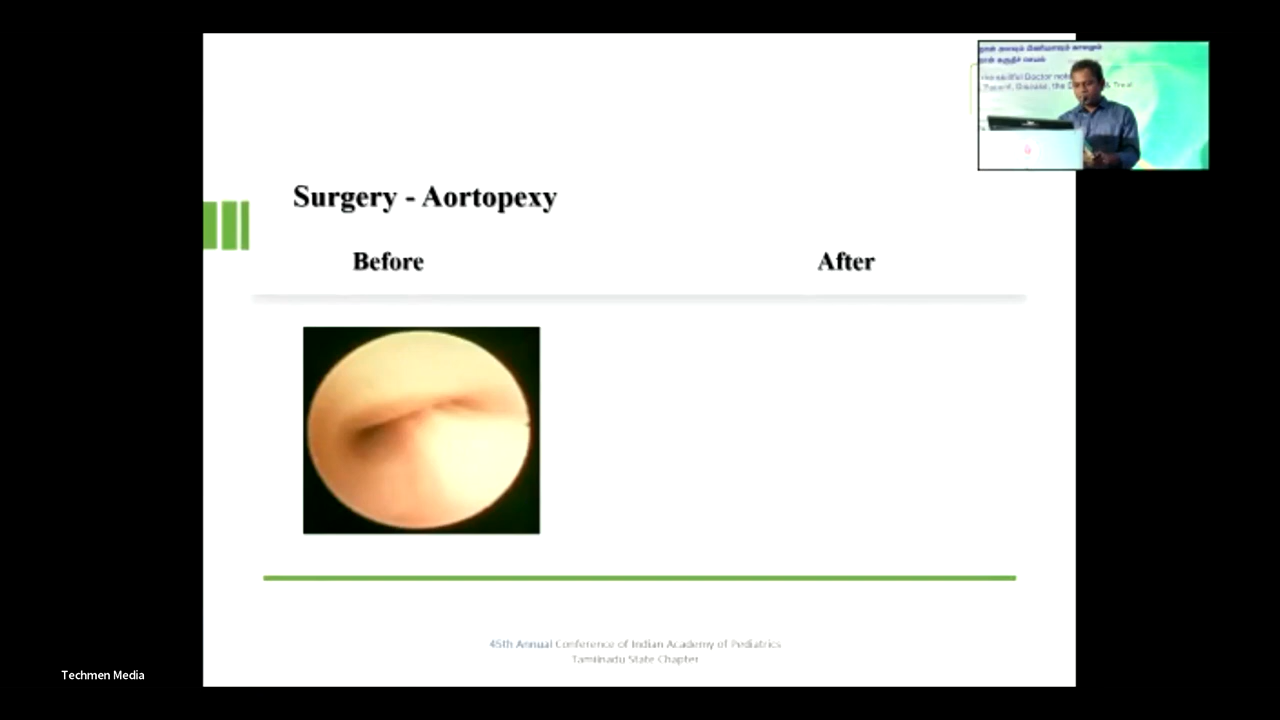 Surgery - Aortopexy
Before
After
45th Annual Conference of Indian Academy of Pediatrics
Tamilnadu State Chapter
Techmen Media